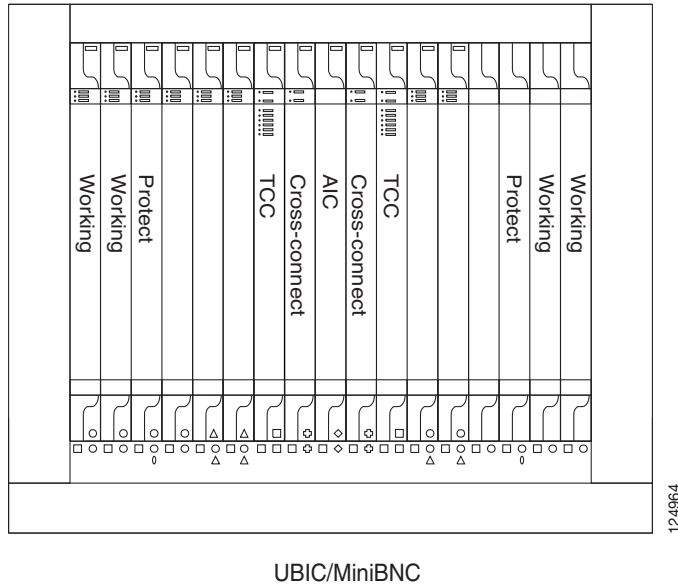 Working
Working
Protect
TCC
Cross-connect
AIC
Cross-connect
TCC
Protect
Working
Working
124964
UBIC/MiniBNC